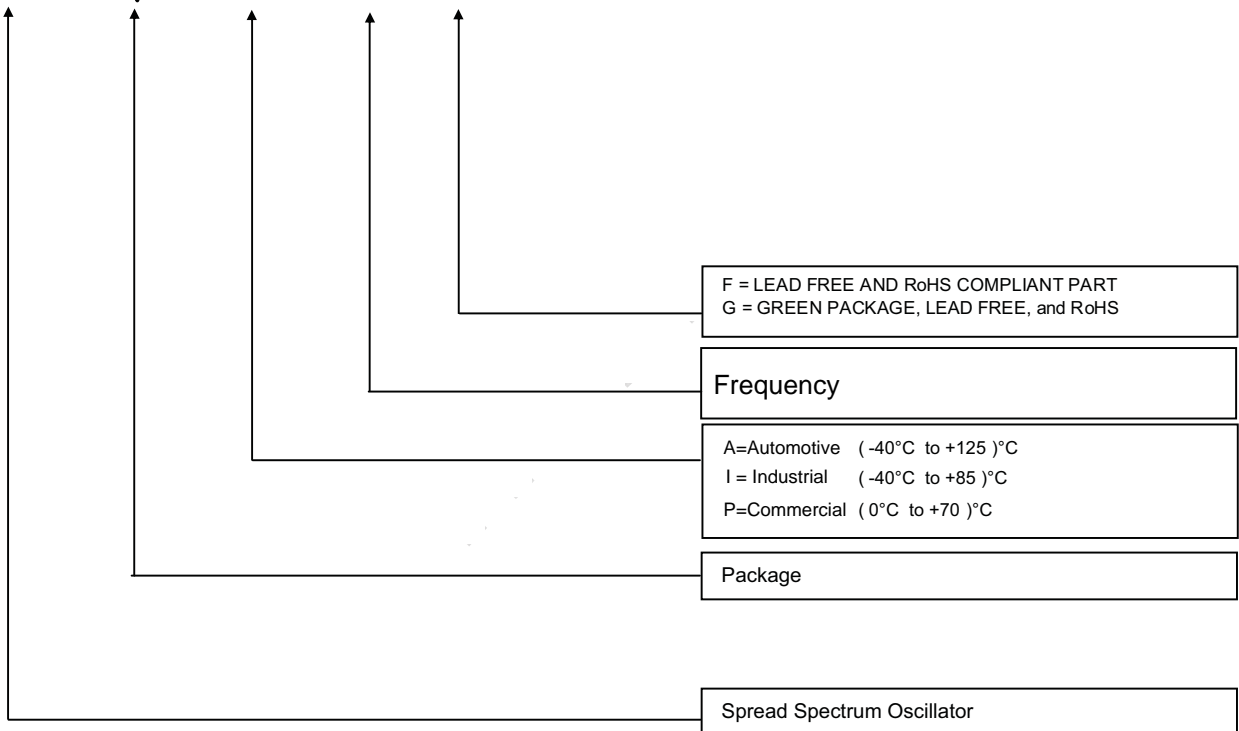 F = LEAD FREE AND RoHS COMPLIANT PART
G = GREEN PACKAGE, LEAD FREE, and RoHS
Frequency
A=Automotive ( -40°C to +125 )°C
I = Industrial ( -40°C to +85 )°C
P=Commercial ( 0°C to +70 )°C
Package
Spread Spectrum Oscillator